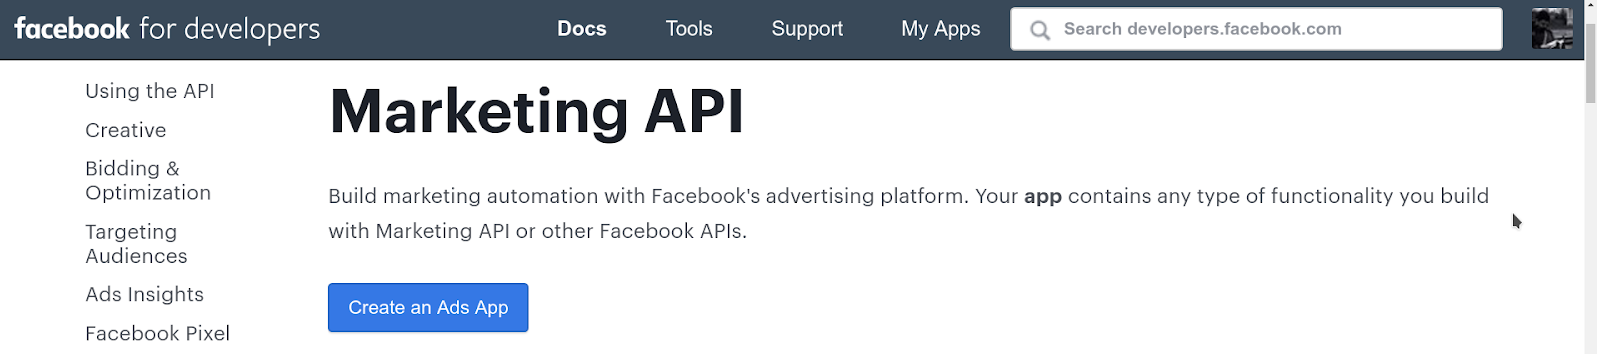 facebook for developers
Docs
Tools
Support
My Apps
Search developers.facebook.com
Using the API
Creative
Bidding &
Optimization
Targeting
Audiences
Ads Insights
Facebook Pixel
Marketing API
Build marketing automation with Facebook's advertising platform. Your app contains any type of functionality you build
with Marketing API or other Facebook APIs.
Create an Ads App